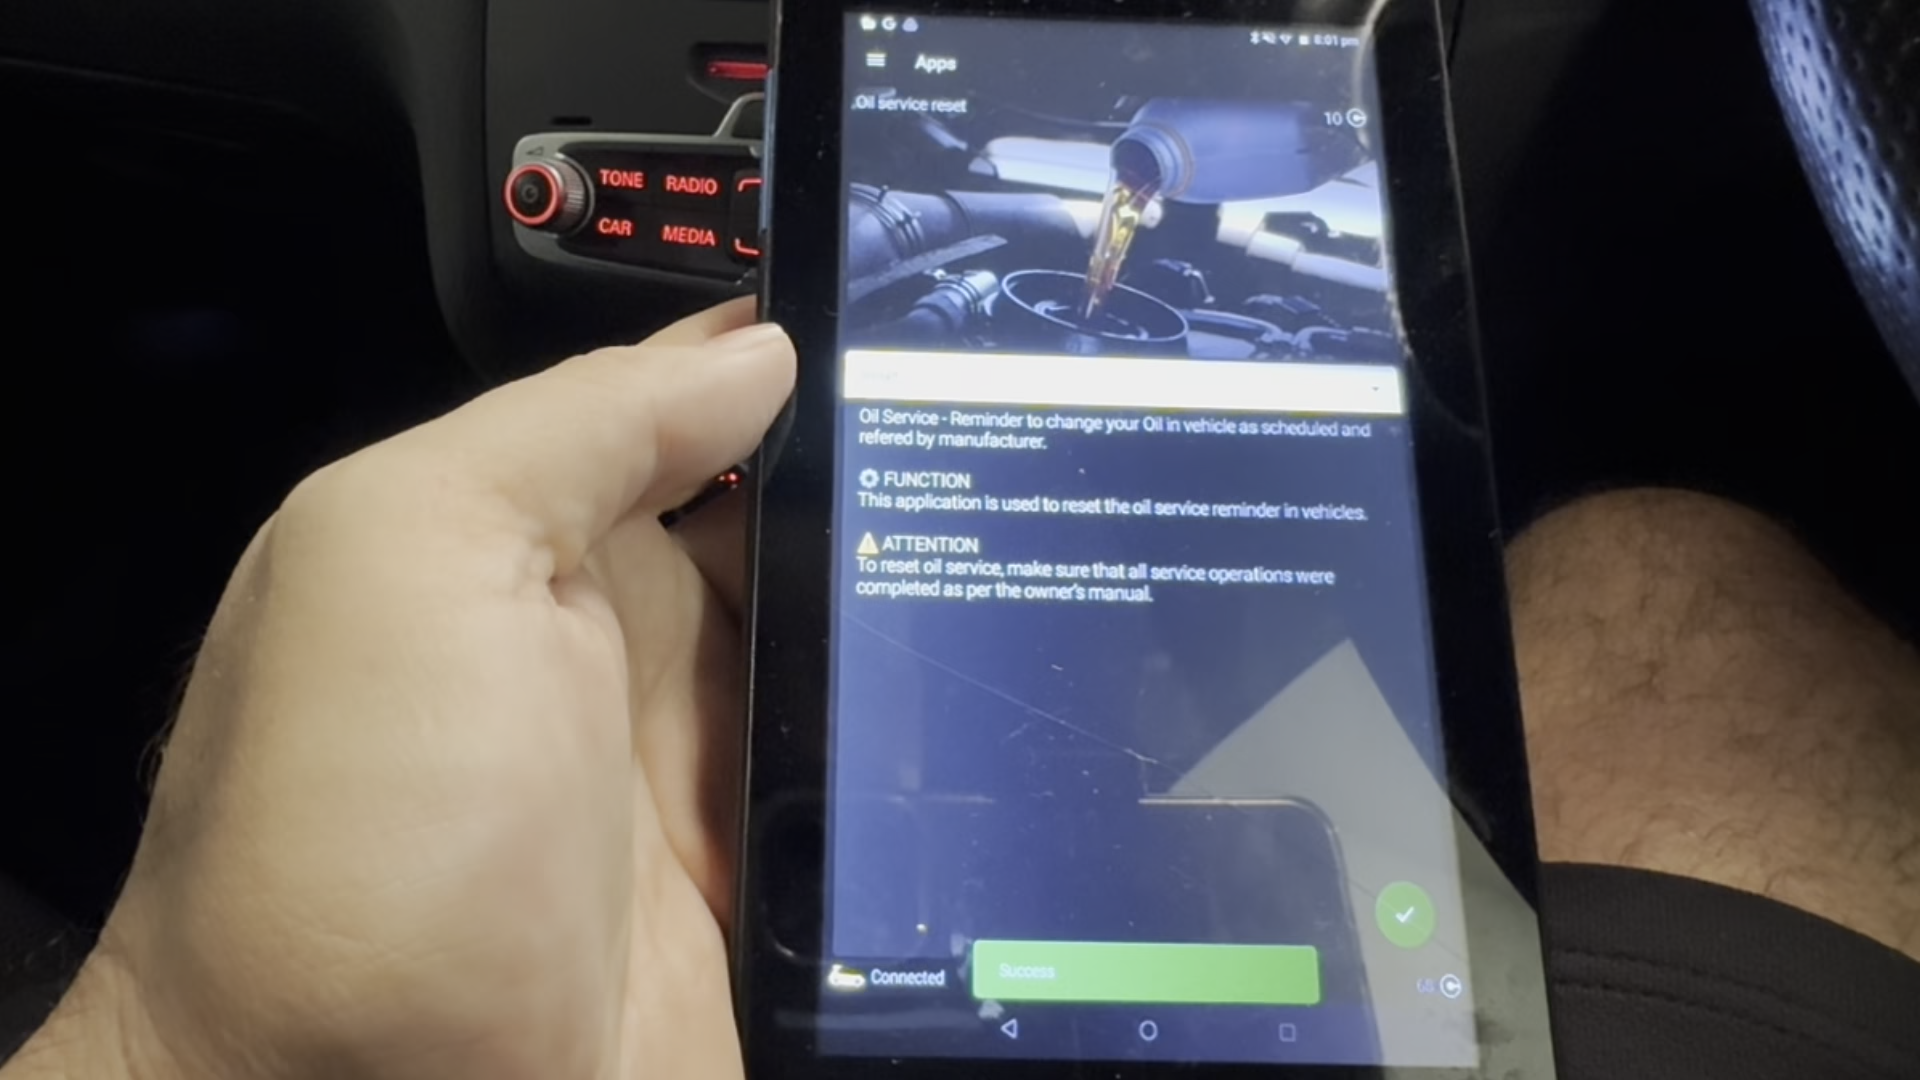 8:01 pm
Apps
Oil service reset
10
TONE RADIO
CAR MEDIA
Oil Service - Reminder to change your Oil in vehicle as scheduled and
refered by manufacturer.
FUNCTION
This application is used to reset the oil service reminder in vehicles.
ATTENTION
To reset oil service, make sure that all service operations were
completed as per the owner's manual.
Connected
Success